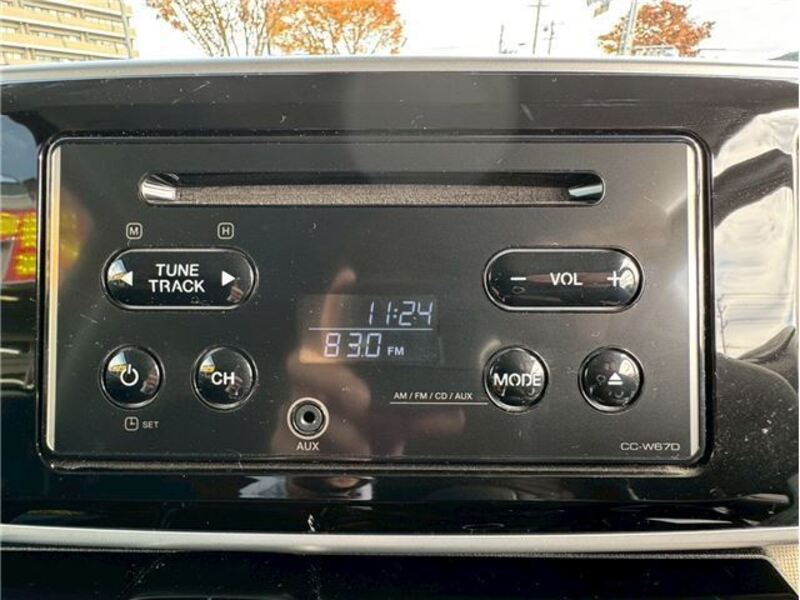 M H
TUNE
TRACK
− VOL +
11:24
83.0 FM
CH
MODE
AM / FM / CD / AUX
SET
AUX
CC-W67D